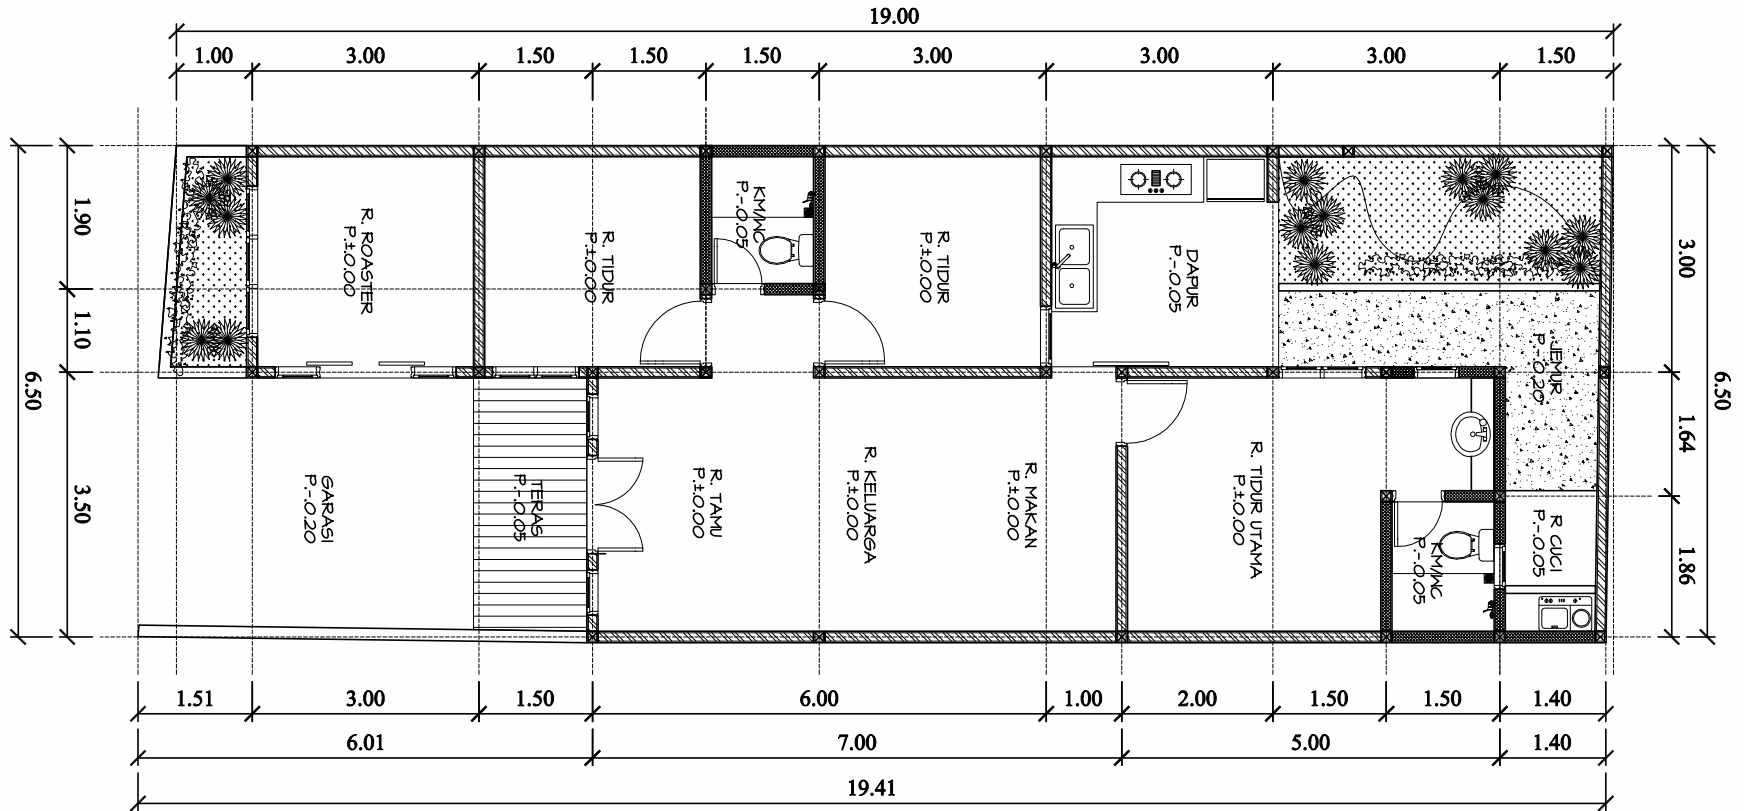 19.00
1.00 3.00 1.50 1.50 1.50 3.00 3.00 3.00 1.50
1.90
1.10
3.50
6.50
R. ROASTER
P.±0.00
R. TIDUR
P.±0.00
KM/WC
P.-0.05
R. TIDUR
P.±0.00
DAPUR
P.-0.05
JEMUR
P.-0.20
GARASI
P.-0.20
TERAS
P.-0.05
R. TAMU
P.±0.00
R. KELUARGA
P.±0.00
R. MAKAN
P.±0.00
R. TIDUR UTAMA
P.±0.00
KM/WC
P.-0.05
R CUCI
P.-0.05
3.00
1.64
1.86
6.50
1.51 3.00 1.50 6.00 1.00 2.00 1.50 1.50 1.40
6.01 7.00 5.00 1.40
19.41